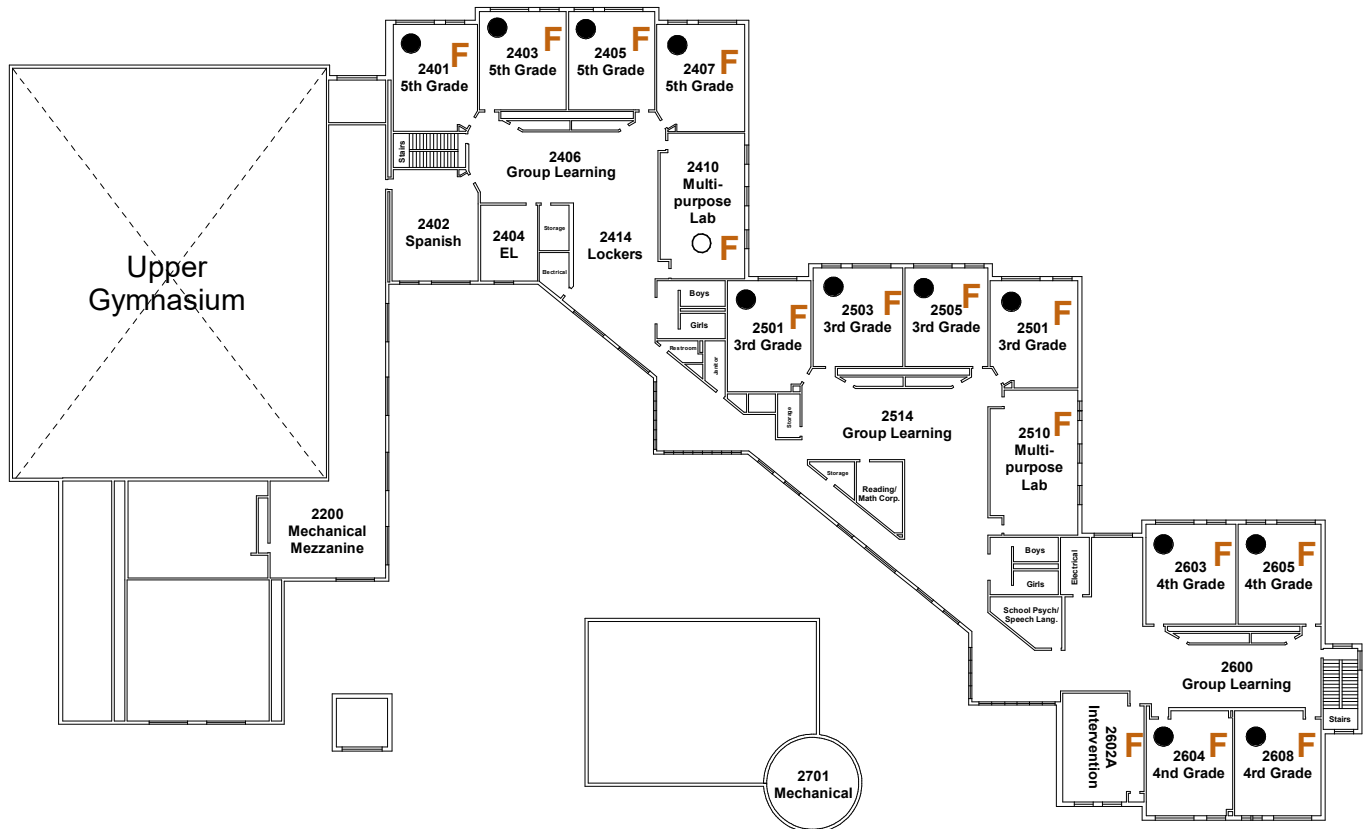 2401
5th Grade
F
2403
5th Grade
F
2405
5th Grade
F
2407
5th Grade
F
Stairs
2406
Group Learning
2410
Multi-
purpose
Lab
F
2402
Spanish
2404
EL
Storage
Electrical
2414
Lockers
Upper
Gymnasium
Boys
Girls
Restroom
Janitor
2501
3rd Grade
F
2503
3rd Grade
F
2505
3rd Grade
F
2501
3rd Grade
F
Storage
2514
Group Learning
2510
Multi-
purpose
Lab
F
Storage
Reading/
Math Corp.
2200
Mechanical
Mezzanine
Boys
Girls
Electrical
School Psych/
Speech Lang.
2603
4th Grade
F
2605
4th Grade
F
2600
Group Learning
Stairs
2602A
Intervention
F
2604
4nd Grade
F
2608
4rd Grade
F
2701
Mechanical